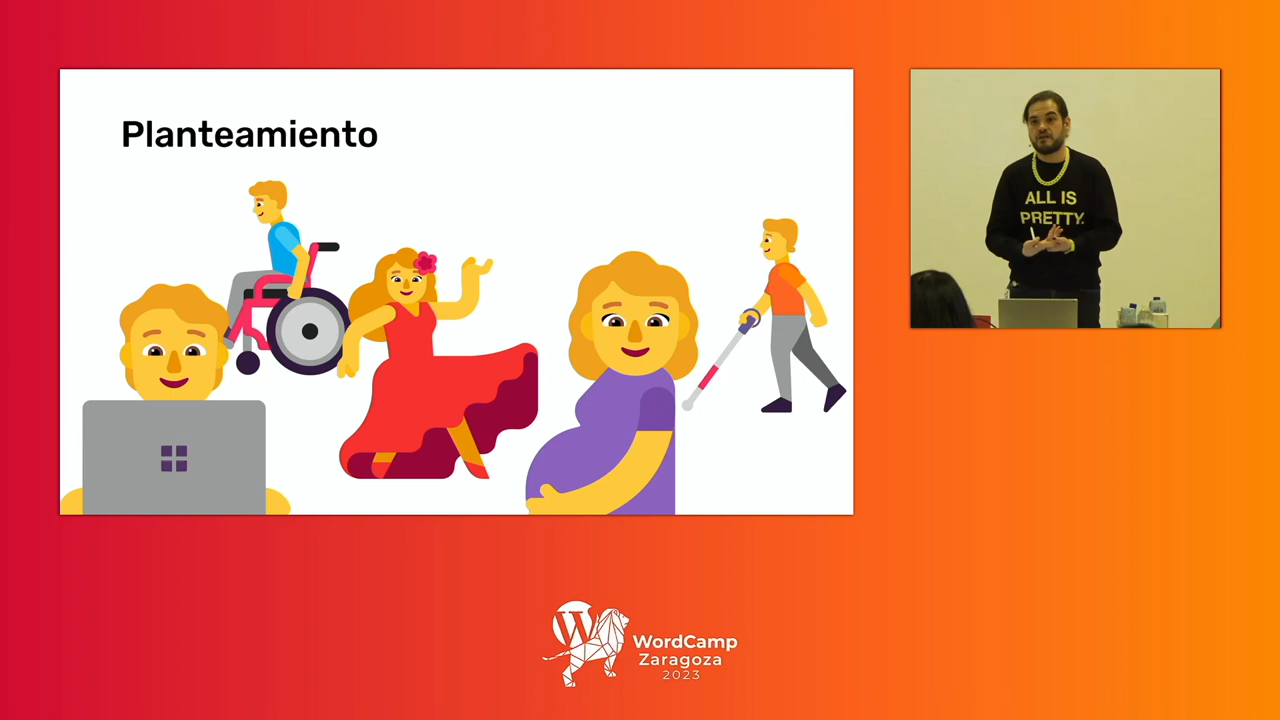 Planteamiento
ALL IS
PRETTY.
WordCamp
Zaragoza
2023